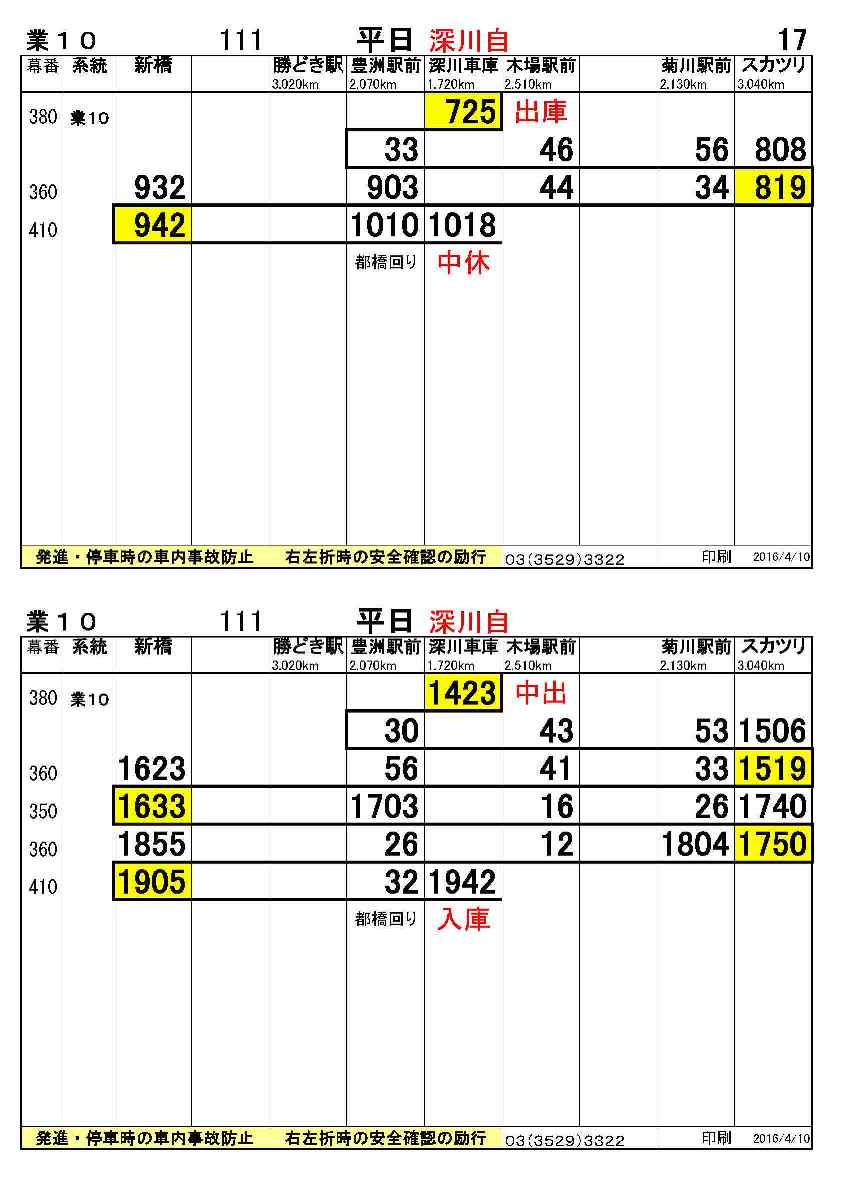 業10 111 平日 深川自 17
幕番 系統 新橋 勝どき駅 豊洲駅前 深川車庫 木場駅前 菊川駅前 スカツリ
3.020km 2.070km 1.720km 2.510km 2.130km 3.040km
380 業10 725 出庫
33 46 56 808
360 932 903 44 34 819
410 942 1010 1018
都橋回り 中休
発進・停車時の車内事故防止 右左折時の安全確認の励行 03(3529)3322 印刷 2016/4/10
業10 111 平日 深川自
幕番 系統 新橋 勝どき駅 豊洲駅前 深川車庫 木場駅前 菊川駅前 スカツリ
3.020km 2.070km 1.720km 2.510km 2.130km 3.040km
380 業10 1423 中出
30 43 53 1506
360 1623 56 41 33 1519
350 1633 1703 16 26 1740
360 1855 26 12 1804 1750
410 1905 32 1942
都橋回り 入庫
発進・停車時の車内事故防止 右左折時の安全確認の励行 03(3529)3322 印刷 2016/4/10